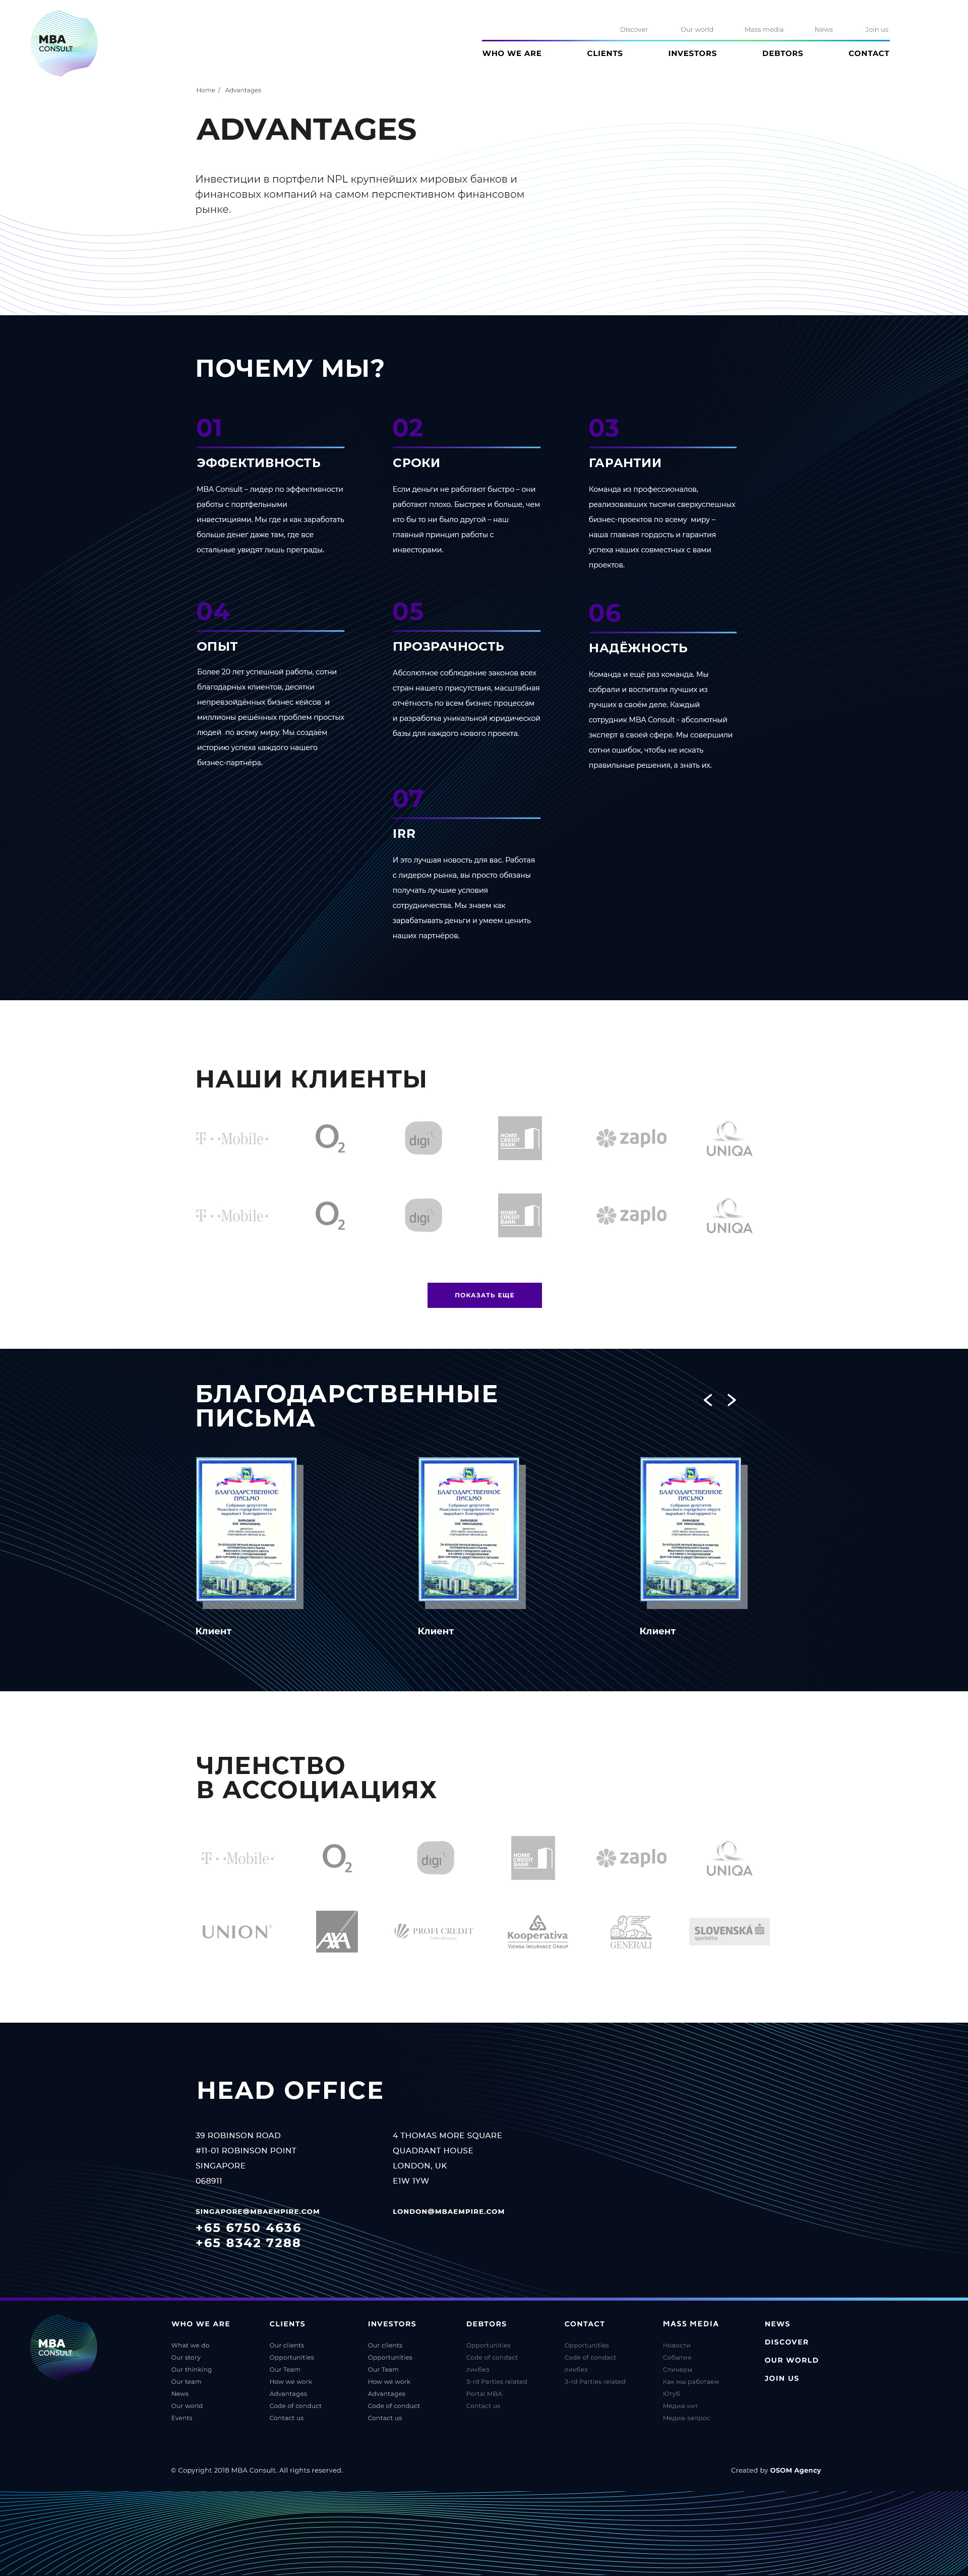 MBA
CONSULT
Discover Our world Mass media News Join us
WHO WE ARE CLIENTS INVESTORS DEBTORS CONTACT
Home / Advantages
ADVANTAGES
Инвестиции в портфели NPL крупнейших мировых банков и
финансовых компаний на самом перспективном финансовом
рынке.
ПОЧЕМУ МЫ?
01
ЭФФЕКТИВНОСТЬ
MBA Consult – лидер по эффективности
работы с портфельными
инвестициями. Мы где и как заработать
больше денег даже там, где все
остальные увидят лишь преграды.
02
СРОКИ
Если деньги не работают быстро – они
работают плохо. Быстрее и больше, чем
кто бы то ни было другой – наш
главный принцип работы с
инвесторами.
03
ГАРАНТИИ
Команда из профессионалов,
реализовавших тысячи сверхуспешных
бизнес-проектов по всему миру –
наша главная гордость и гарантия
успеха наших совместных с вами
проектов.
04
ОПЫТ
Более 20 лет успешной работы, сотни
благодарных клиентов, десятки
непревзойдённых бизнес кейсов и
миллионы решённых проблем простых
людей по всему миру. Мы создаём
историю успеха каждого нашего
бизнес-партнёра.
05
ПРОЗРАЧНОСТЬ
Абсолютное соблюдение законов всех
стран нашего присутствия, масштабная
отчётность по всем бизнес процессам
и разработка уникальной юридической
базы для каждого нового проекта.
06
НАДЁЖНОСТЬ
Команда и ещё раз команда. Мы
собрали и воспитали лучших из
лучших в своём деле. Каждый
сотрудник MBA Consult - абсолютный
эксперт в своей сфере. Мы совершили
сотни ошибок, чтобы не искать
правильные решения, а знать их.
07
IRR
И это лучшая новость для вас. Работая
с лидером рынка, вы просто обязаны
получать лучшие условия
сотрудничества. Мы знаем как
зарабатывать деньги и умеем ценить
наших партнёров.
НАШИ КЛИЕНТЫ
T Mobile O2 digi HOME CREDIT BANK zaplo UNIQA
T Mobile O2 digi HOME CREDIT BANK zaplo UNIQA
ПОКАЗАТЬ ЕЩЕ
БЛАГОДАРСТВЕННЫЕ
ПИСЬМА
БЛАГОДАРСТВЕННОЕ
ПИСЬМО
БЛАГОДАРСТВЕННОЕ
ПИСЬМО
БЛАГОДАРСТВЕННОЕ
ПИСЬМО
Клиент Клиент Клиент
ЧЛЕНСТВО
В АССОЦИАЦИЯХ
T Mobile O2 digi HOME CREDIT BANK zaplo UNIQA
UNION AXA PROFI CREDIT Kooperativa VIENNA INSURANCE GROUP GENERALI SLOVENSKÁ sporiteľňa
HEAD OFFICE
39 ROBINSON ROAD
#11-01 ROBINSON POINT
SINGAPORE
068911
SINGAPORE@MBAEMPIRE.COM
+65 6750 4636
+65 8342 7288
4 THOMAS MORE SQUARE
QUADRANT HOUSE
LONDON, UK
E1W 1YW
LONDON@MBAEMPIRE.COM
MBA
CONSULT
WHO WE ARE
What we do
Our story
Our thinking
Our team
News
Our world
Events
CLIENTS
Our clients
Opportunities
Our Team
How we work
Advantages
Code of conduct
Contact us
INVESTORS
Our clients
Opportunities
Our Team
How we work
Advantages
Code of conduct
Contact us
DEBTORS
Opportunities
Code of condact
ликбез
3-rd Parties related
Portal MBA
Contact us
CONTACT
Opportunities
Code of condact
ликбез
3-rd Parties related
MASS MEDIA
Новости
События
Спикеры
Как мы работаем
Ютуб
Медиа-кит
Медиа-запрос
NEWS
DISCOVER
OUR WORLD
JOIN US
© Copyright 2018 MBA Consult. All rights reserved.
Created by OSOM Agency